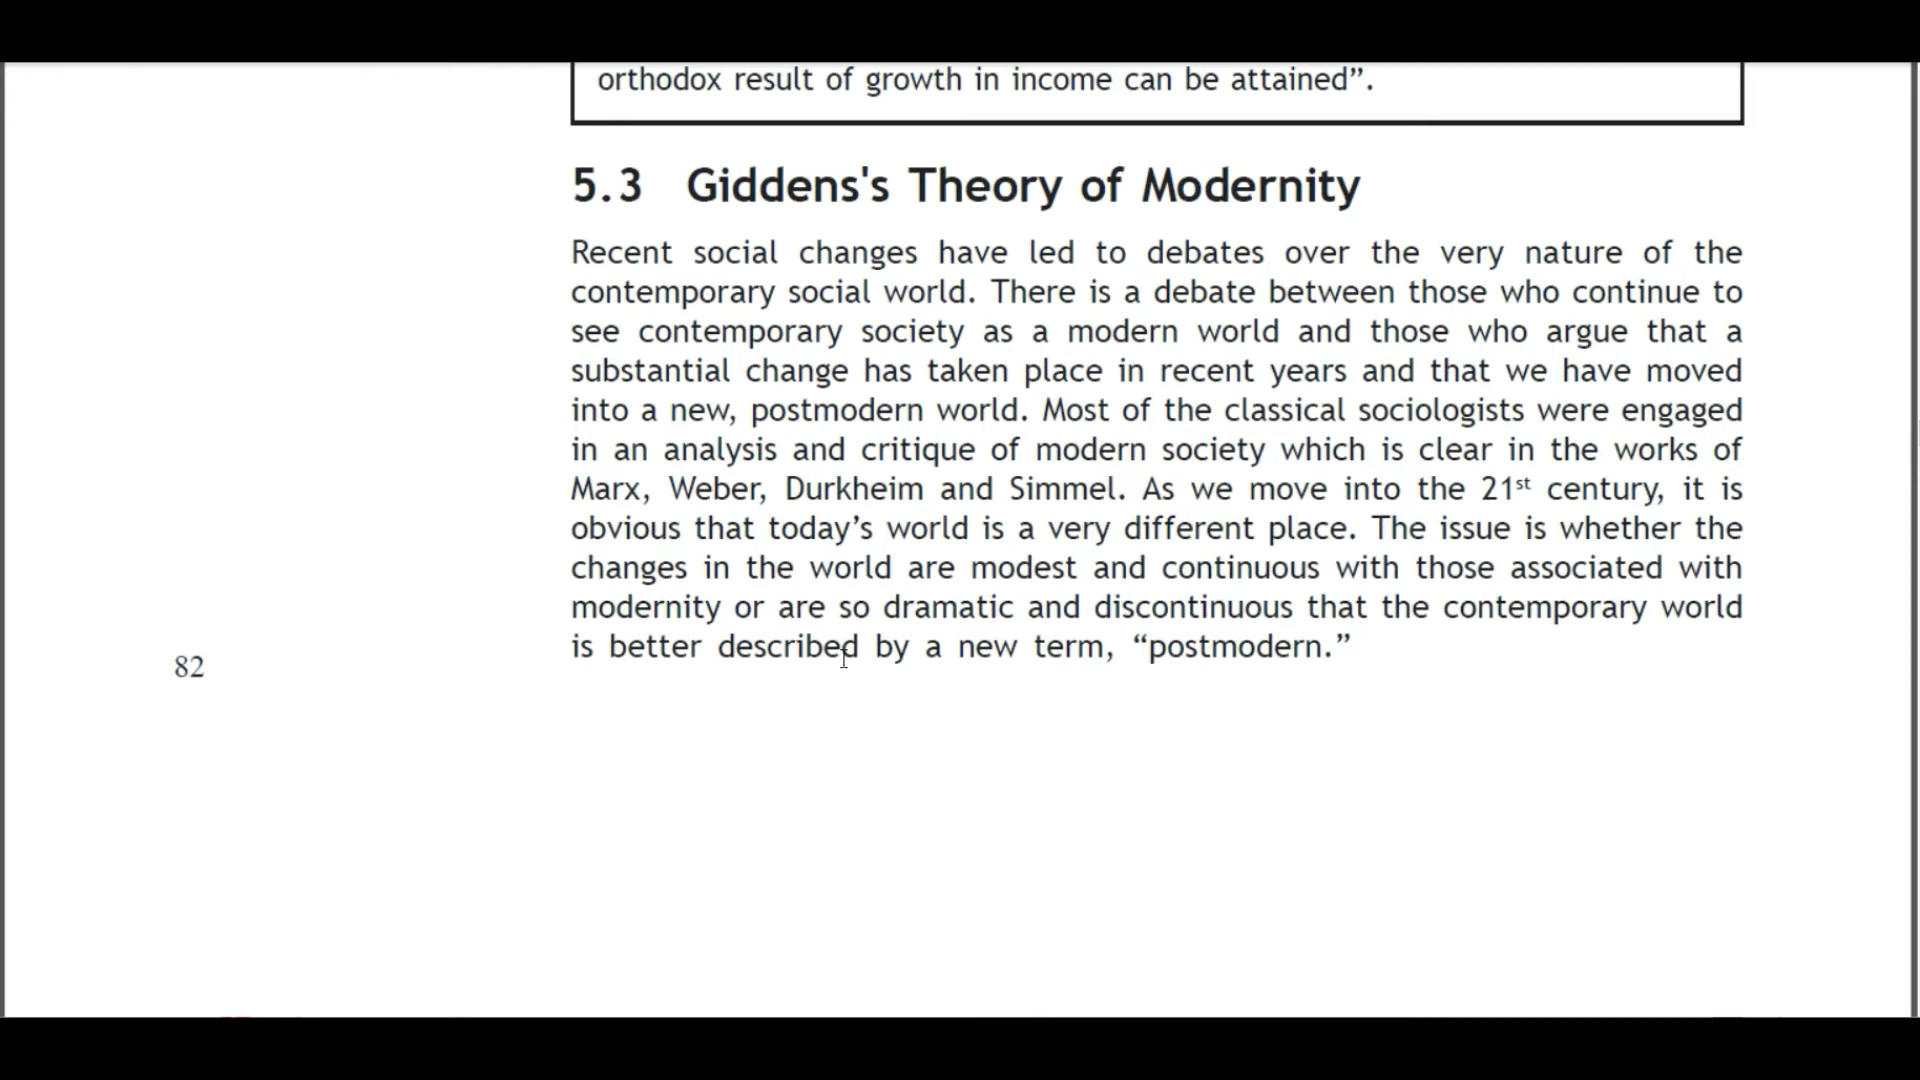 orthodox result of growth in income can be attained”.
5.3 Giddens's Theory of Modernity
Recent social changes have led to debates over the very nature of the
contemporary social world. There is a debate between those who continue to
see contemporary society as a modern world and those who argue that a
substantial change has taken place in recent years and that we have moved
into a new, postmodern world. Most of the classical sociologists were engaged
in an analysis and critique of modern society which is clear in the works of
Marx, Weber, Durkheim and Simmel. As we move into the 21st century, it is
obvious that today’s world is a very different place. The issue is whether the
changes in the world are modest and continuous with those associated with
modernity or are so dramatic and discontinuous that the contemporary world
is better described by a new term, “postmodern.”
82